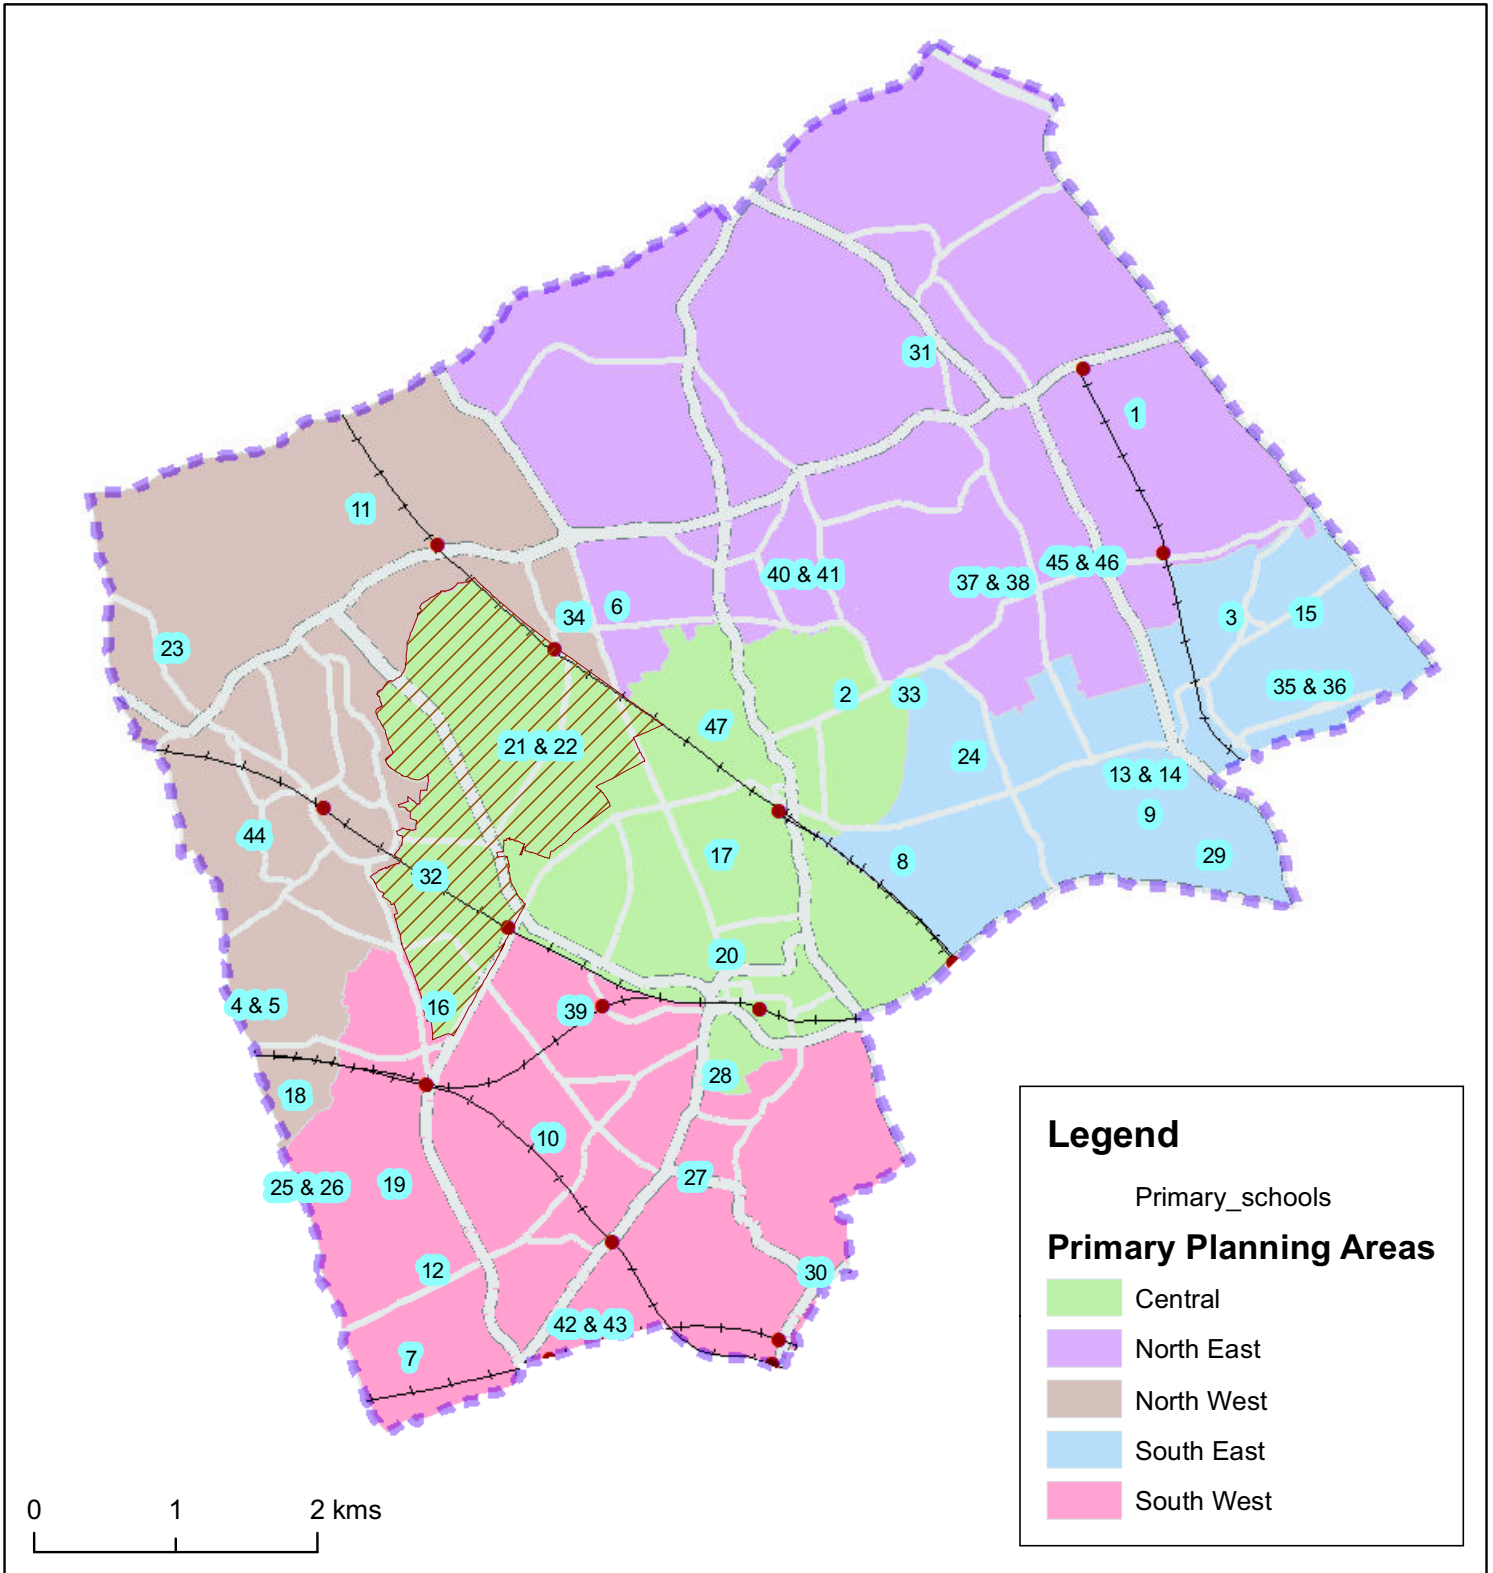 31
1
11
40 & 41
45 & 46
37 & 38
6
34
3
15
23
2
33
35 & 36
47
21 & 22
24
13 & 14
9
44
17
8
29
32
20
4 & 5
16
39
28
18
10
27
25 & 26
19
12
30
42 & 43
7
Legend
Primary_schools
Primary Planning Areas
Central
North East
North West
South East
South West
0 1 2 kms